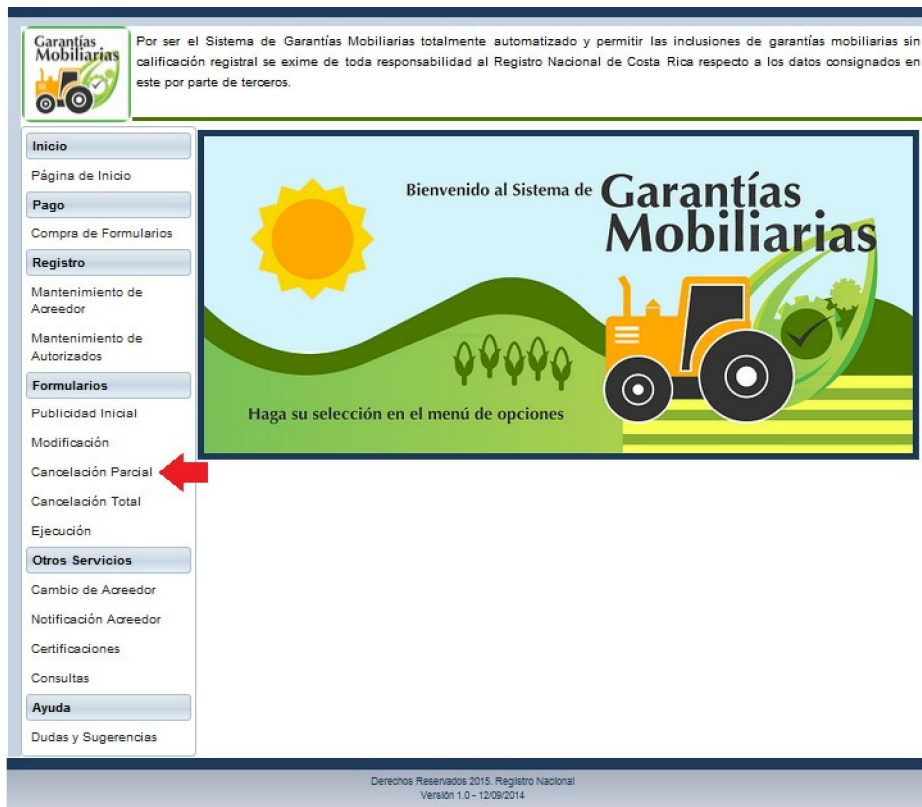 Garantías
Mobiliarias
Por ser el Sistema de Garantías Mobiliarias totalmente automatizado y permitir las inclusiones de garantías mobiliarias sin
calificación registral se exime de toda responsabilidad al Registro Nacional de Costa Rica respecto a los datos consignados en
este por parte de terceros.
Inicio
Página de Inicio
Pago
Compra de Formularios
Registro
Mantenimiento de
Acreedor
Mantenimiento de
Autorizados
Formularios
Publicidad Inicial
Modificación
Cancelación Parcial
Cancelación Total
Ejecución
Otros Servicios
Cambio de Acreedor
Notificación Acreedor
Certificaciones
Consultas
Ayuda
Dudas y Sugerencias
Bienvenido al Sistema de Garantías
Mobiliarias
Haga su selección en el menú de opciones
Derechos Reservados 2015. Registro Nacional
Versión 1.0 - 12/09/2014